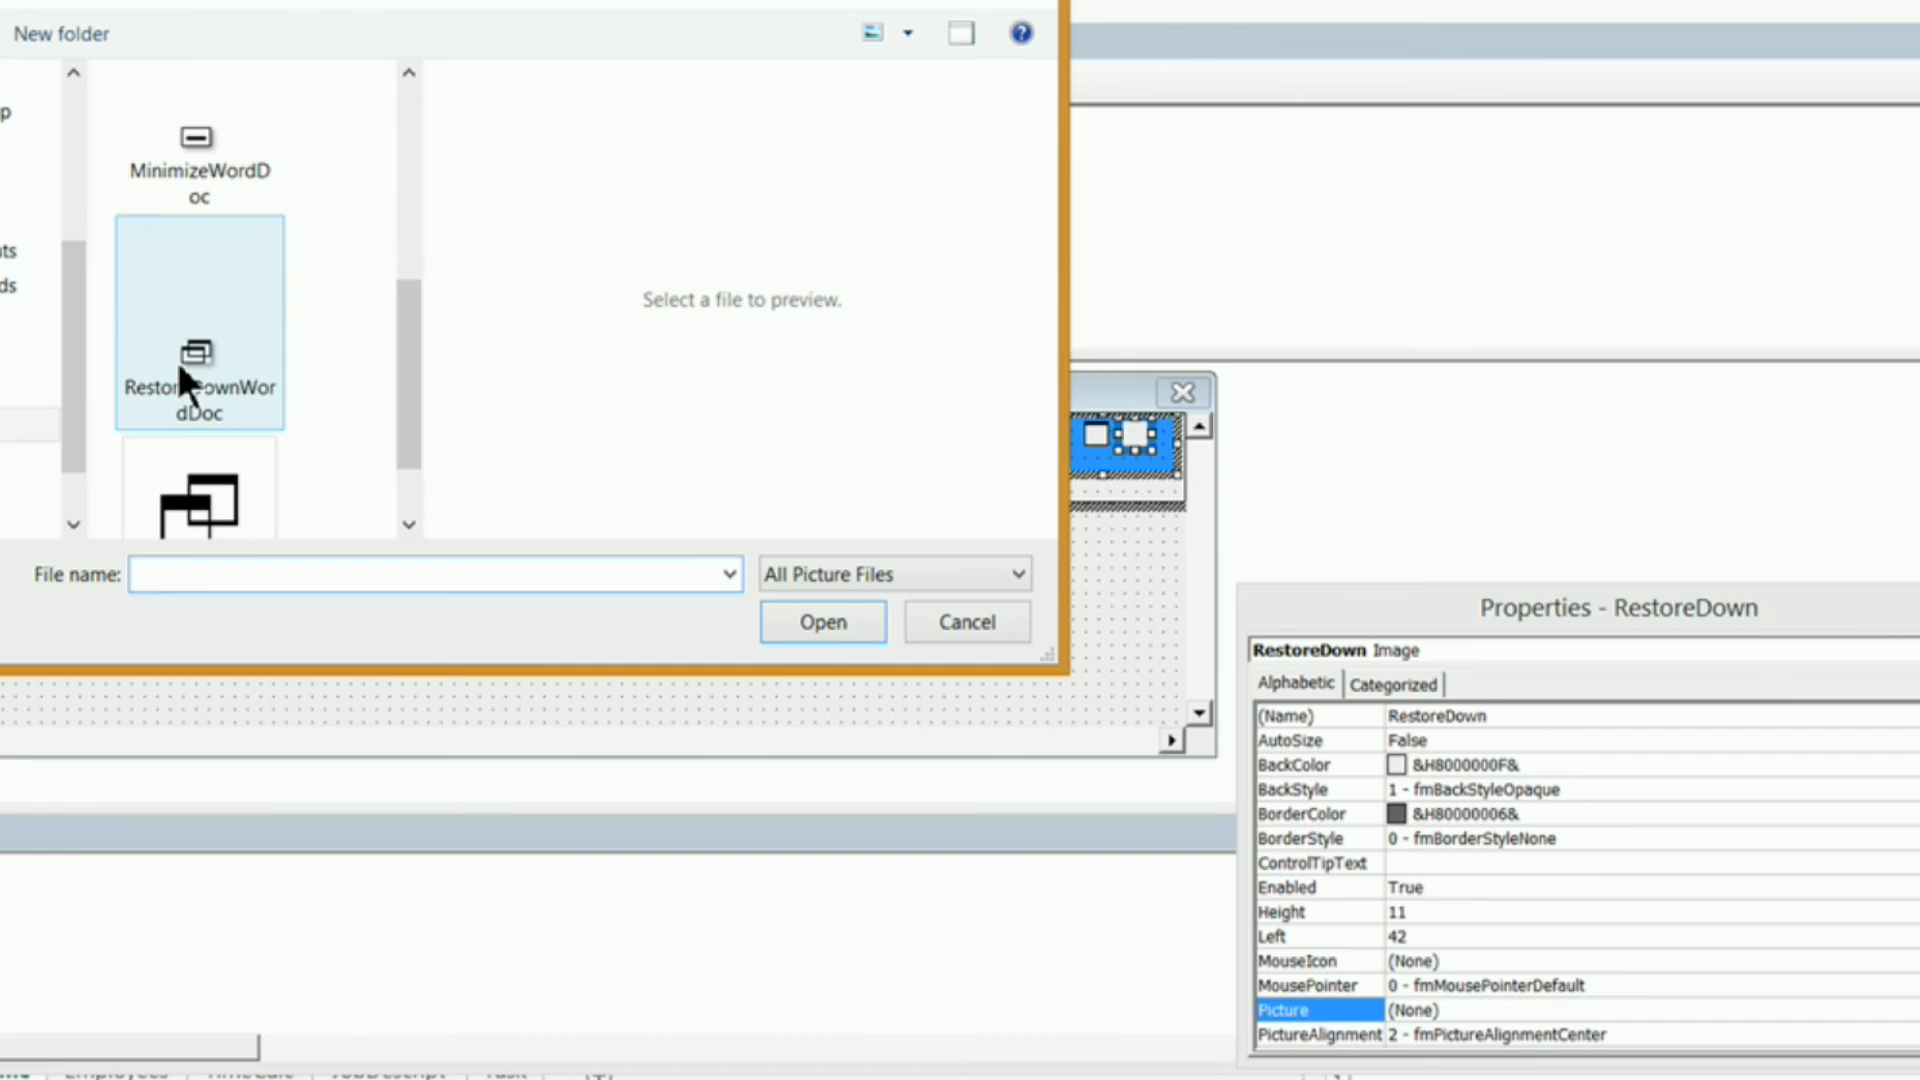 New folder
p
MinimizeWordD
oc
nts
ds
Select a file to preview.
dDoc
File name:
All Picture Files
Open
Cancel
Properties - RestoreDown
RestoreDown Image
Alphabetic
Categorized
(Name) RestoreDown
AutoSize False
BackColor &H8000000F&
BackStyle 1 - fmBackStyleOpaque
BorderColor &H80000006&
BorderStyle 0 - fmBorderStyleNone
ControlTipText
Enabled True
Height 11
Left 42
MouseIcon (None)
MousePointer 0 - fmMousePointerDefault
Picture (None)
PictureAlignment 2 - fmPictureAlignmentCenter